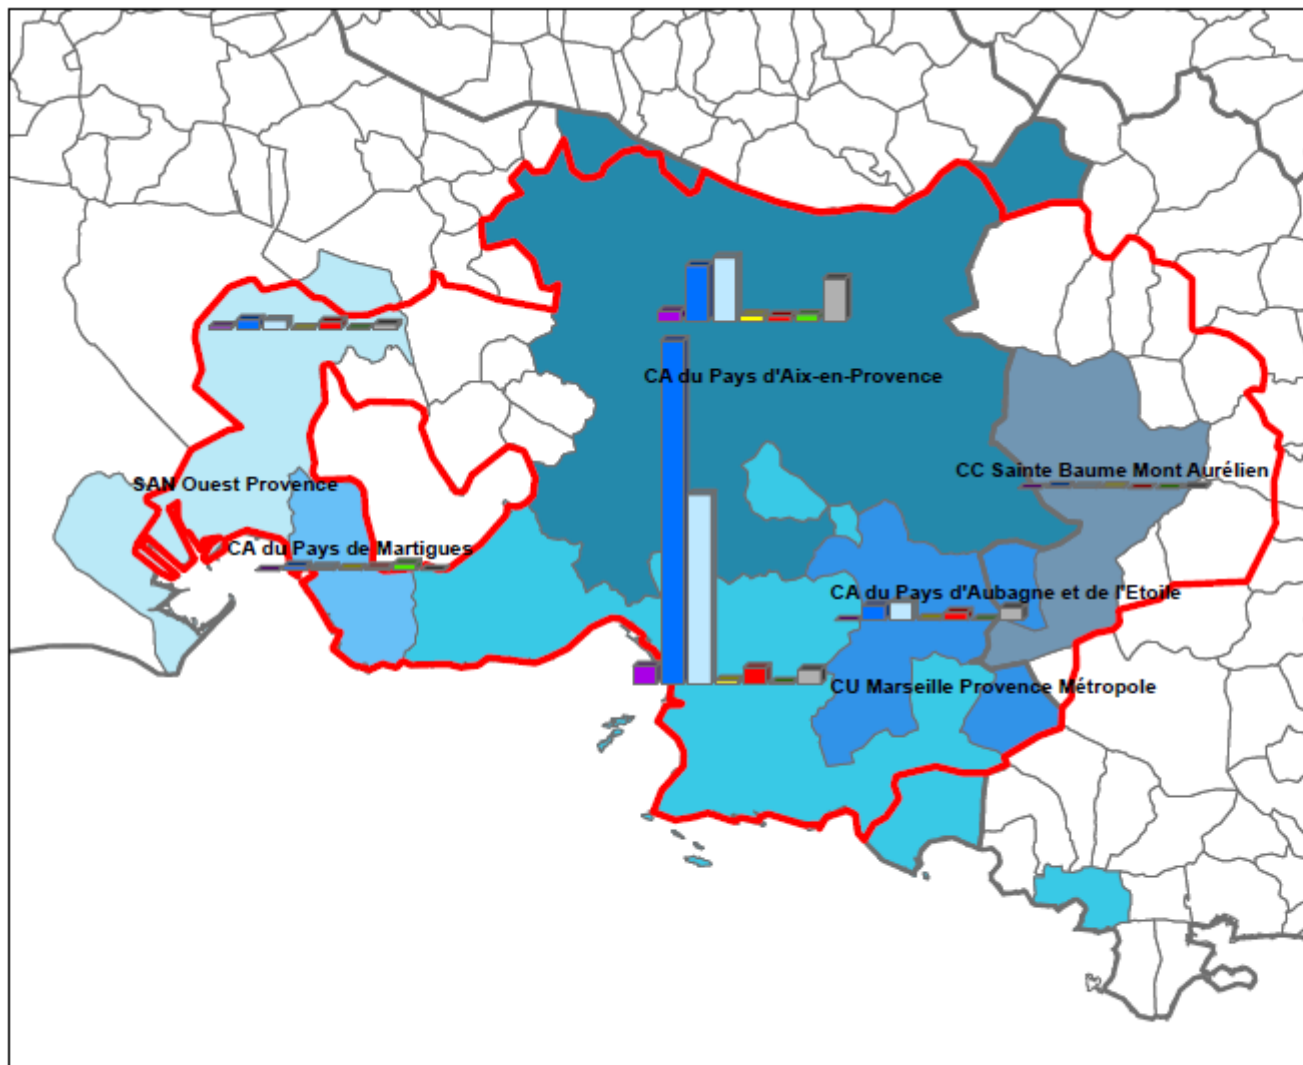 CA du Pays d'Aix-en-Provence
CC Sainte Baume Mont Aurélien
SAN Ouest Provence
CA du Pays de Martigues
CA du Pays d'Aubagne et de l'Etoile
CU Marseille Provence Métropole